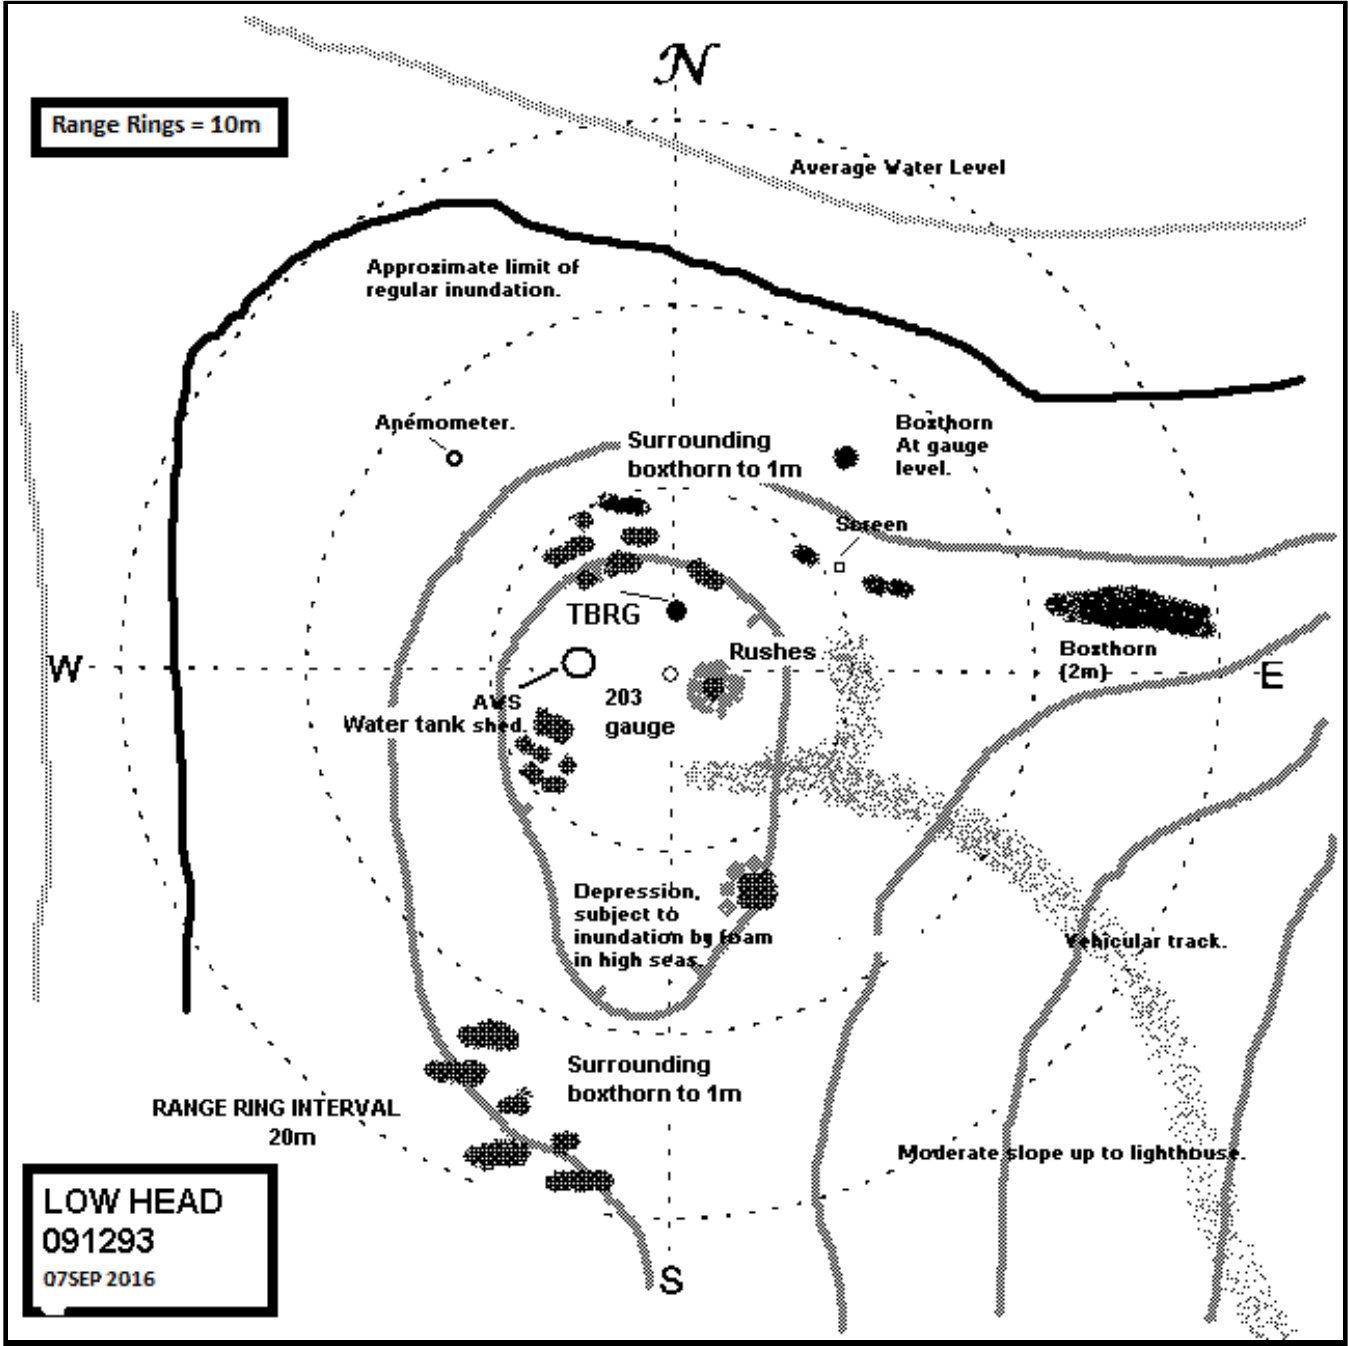 N
Range Rings = 10m
Average Water Level
Approximate limit of
regular inundation.
Anemometer.
Boxthorn
At gauge
level.
Surrounding
boxthorn to 1m
Screen
TBRG
Rushes
W
E
Boxthorn
(2m)
AWS
203
gauge
Water tank shed.
Depression,
subject to
inundation by foam
in high seas.
Vehicular track.
Surrounding
boxthorn to 1m
RANGE RING INTERVAL
20m
Moderate slope up to lighthouse.
LOW HEAD
091293
07SEP 2016
S